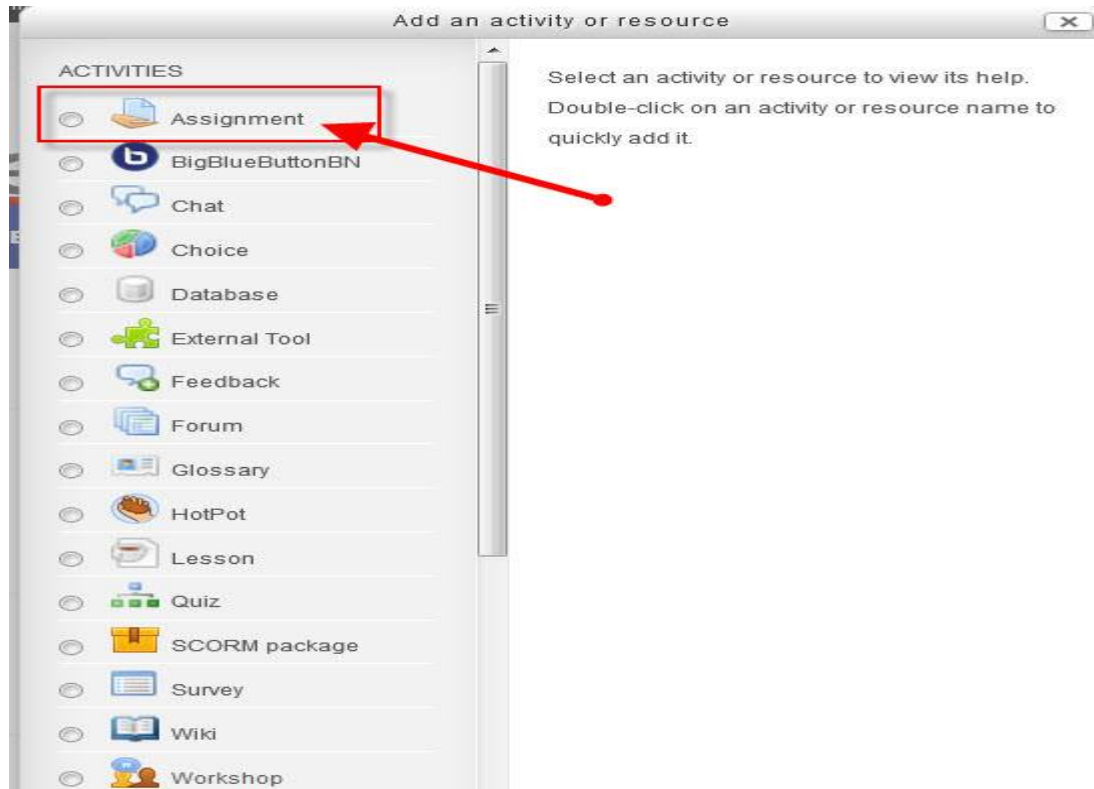 Add an activity or resource
ACTIVITIES
Assignment
BigBlueButtonBN
Chat
Choice
Database
External Tool
Feedback
Forum
Glossary
HotPot
Lesson
Quiz
SCORM package
Survey
Wiki
Workshop
Select an activity or resource to view its help.
Double-click on an activity or resource name to
quickly add it.